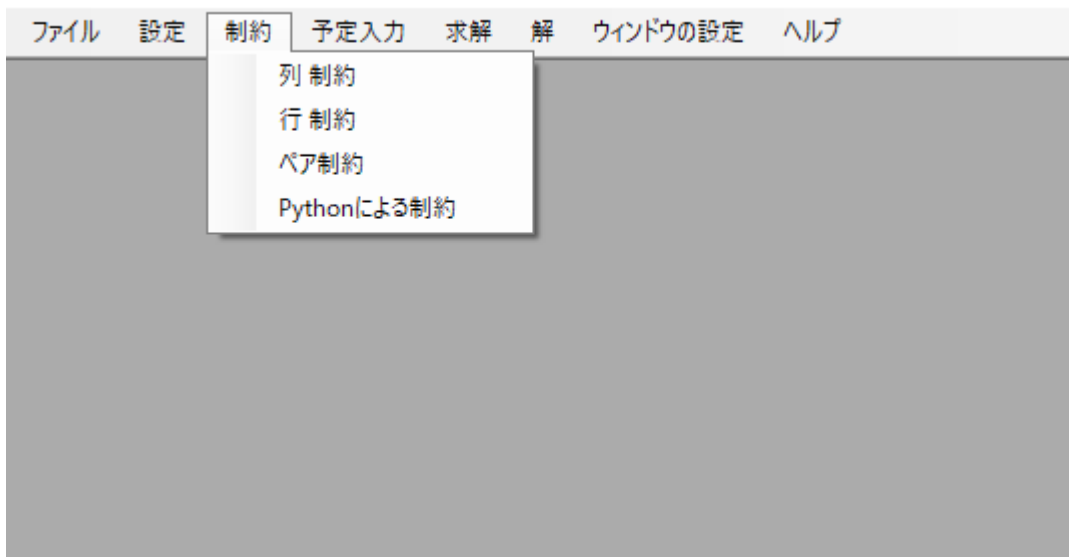 ファイル 設定 制約 予定入力 求解 解 ウィンドウの設定 ヘルプ
列 制約
行 制約
ペア制約
Pythonによる制約